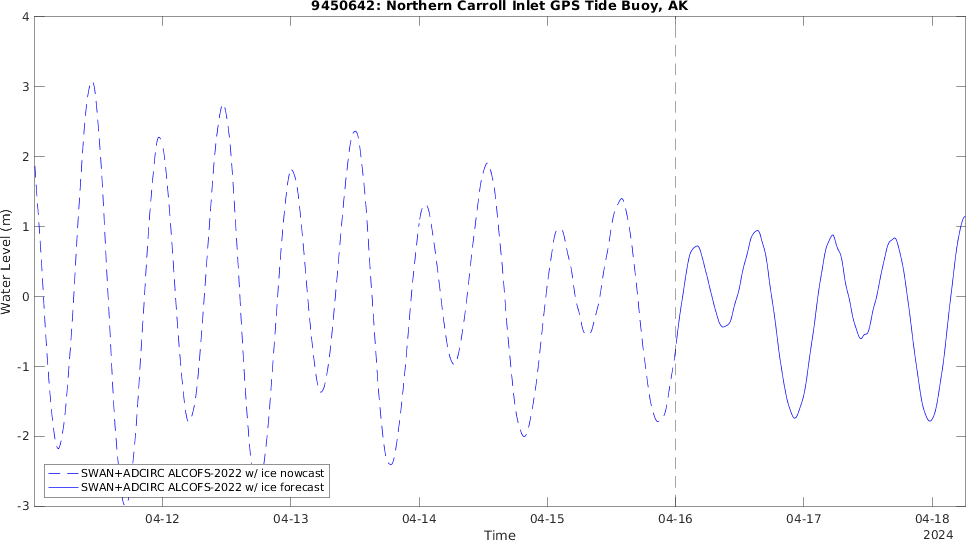 9450642: Northern Carroll Inlet GPS Tide Buoy, AK
4
3
2
1
0
-1
-2
-3
Water Level (m)
SWAN+ADCIRC ALCOFS-2022 w/ ice nowcast
SWAN+ADCIRC ALCOFS-2022 w/ ice forecast
04-12 04-13 04-14 04-15 04-16 04-17 04-18
Time
2024